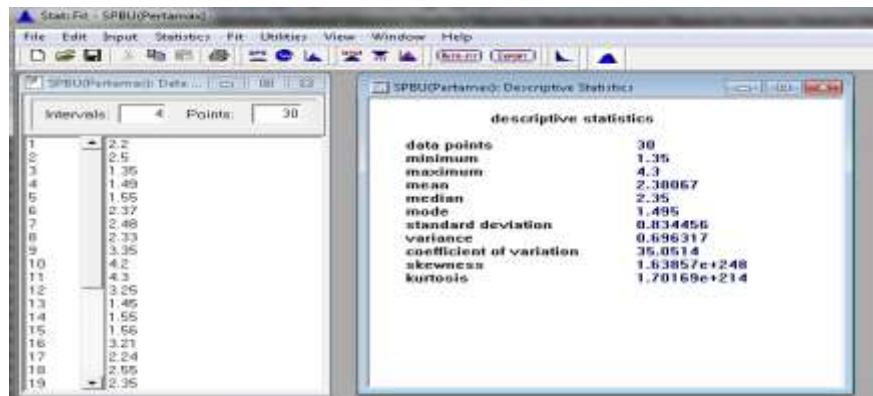 Stat::Fit - SPBU(Pertamax)
File Edit Input Statistics Fit Utilities View Window Help
SPBU(Pertamax): Data ...
Intervals: 4 Points: 30
1 2.2
2 2.5
3 1.35
4 1.49
5 1.55
6 2.37
7 2.48
8 2.33
9 3.35
10 4.2
11 4.3
12 3.25
13 1.45
14 1.55
15 1.56
16 3.21
17 2.24
18 2.55
19 2.35
SPBU(Pertamax): Descriptive Statistics
descriptive statistics
data points 30
minimum 1.35
maximum 4.3
mean 2.38067
median 2.35
mode 1.495
standard deviation 0.834456
variance 0.696317
coefficient of variation 35.0514
skewness 1.63857e+248
kurtosis 1.70169e+214